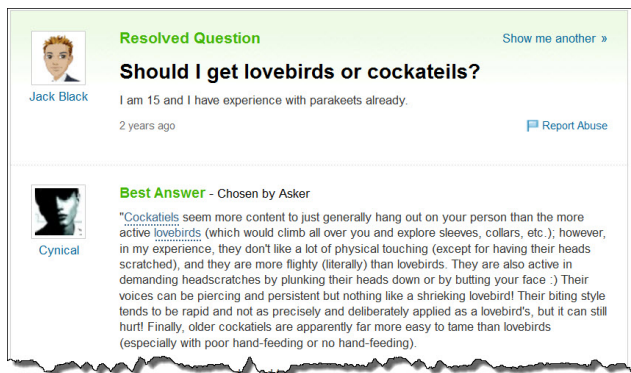 Resolved Question
Show me another »
Should I get lovebirds or cockateils?
Jack Black
I am 15 and I have experience with parakeets already.
2 years ago
Report Abuse
Best Answer - Chosen by Asker
Cynical
"Cockatiels seem more content to just generally hang out on your person than the more
active lovebirds (which would climb all over you and explore sleeves, collars, etc.); however,
in my experience, they don't like a lot of physical touching (except for having their heads
scratched), and they are more flighty (literally) than lovebirds. They are also active in
demanding headscratches by plunking their heads down or by butting your face :) Their
voices can be piercing and persistent but nothing like a shrieking lovebird! Their biting style
tends to be rapid and not as precisely and deliberately applied as a lovebird's, but it can still
hurt! Finally, older cockatiels are apparently far more easy to tame than lovebirds
(especially with poor hand-feeding or no hand-feeding).